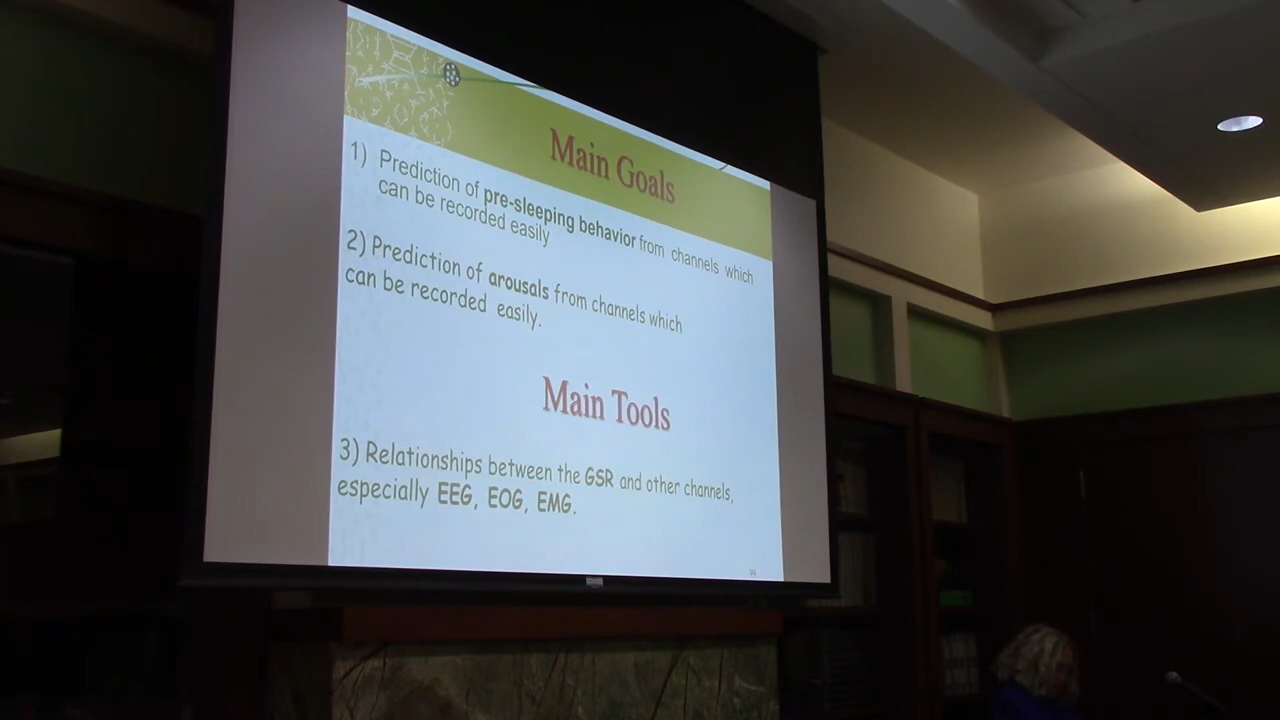 Main Goals
1) Prediction of pre-sleeping behavior from channels which
can be recorded easily
2) Prediction of arousals from channels which
can be recorded easily.
Main Tools
3) Relationships between the GSR and other channels,
especially EEG, EOG, EMG.